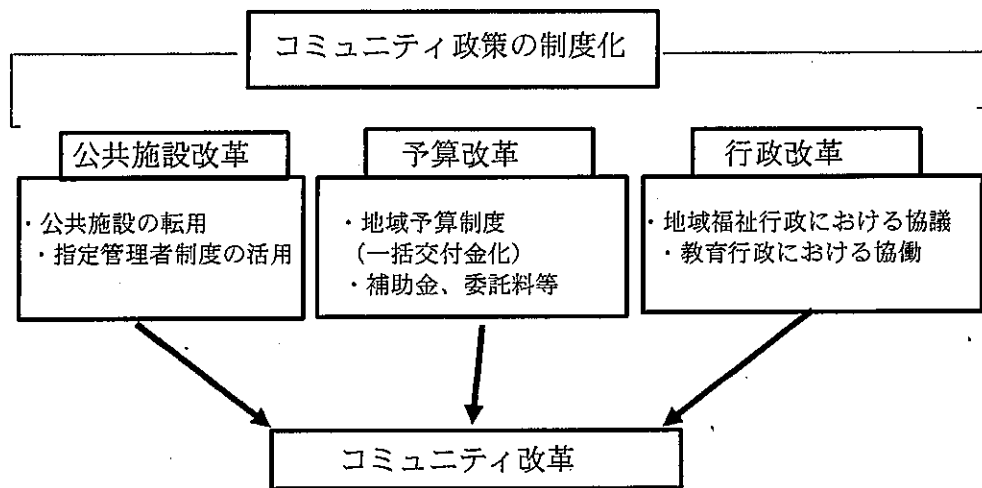 コミュニティ政策の制度化
公共施設改革
・公共施設の転用
・指定管理者制度の活用
予算改革
・地域予算制度
(一括交付金化)
・補助金、委託料等
行政改革
・地域福祉行政における協議
・教育行政における協働
コミュニティ改革